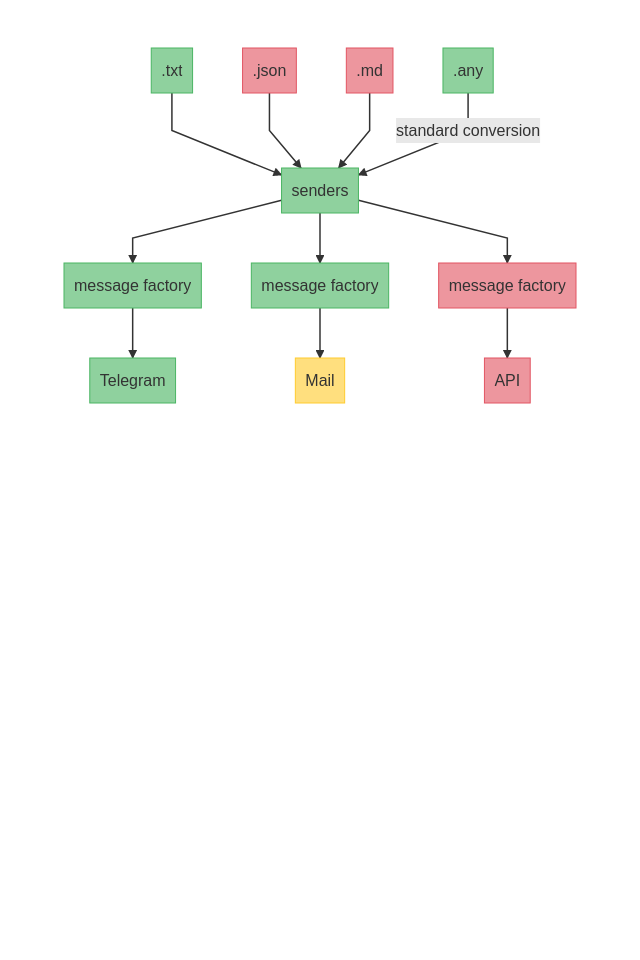 .txt
.json
.md
.any
standard conversion
senders
message factory
message factory
message factory
Telegram
Mail
API